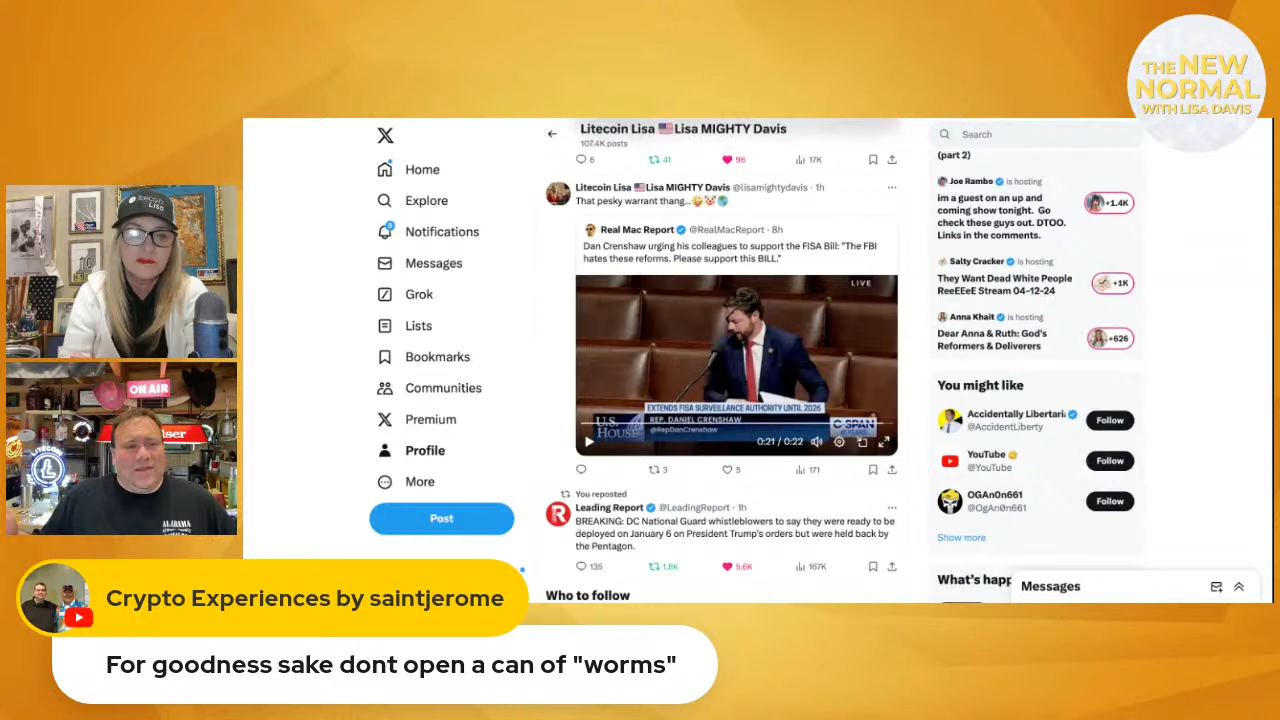 THE NEW
NORMAL
WITH LISA DAVIS
Litecoin Lisa 🇺🇸Lisa MIGHTY Davis
107.4K posts
6
41
96
17K
Home
Explore
Notifications
Messages
Grok
Lists
Bookmarks
Communities
Premium
Profile
More
Post
Litecoin Lisa 🇺🇸Lisa MIGHTY Davis @lisamightydavis · 1h
That pesky warrant thang...🤪🤡🌎
Real Mac Report @RealMacReport · 8h
Dan Crenshaw urging his colleagues to support the FISA Bill: "The FBI
hates these reforms. Please support this BILL."
LIVE
EXTENDS FISA SURVEILLANCE AUTHORITY UNTIL 2026
U.S.
HOUSE
REP. DANIEL CRENSHAW
@RepDanCrenshaw
C-SPAN
0:21 / 0:22
3
5
171
You reposted
Leading Report @LeadingReport · 1h
BREAKING: DC National Guard whistleblowers to say they were ready to be
deployed on January 6 on President Trump's orders but were held back by
the Pentagon.
135
1.8K
5.6K
167K
Who to follow
Search
(part 2)
Joe Rambo is hosting
im a guest on an up and
coming show tonight. Go
check these guys out. DTOO.
Links in the comments.
+1.4K
Salty Cracker is hosting
They Want Dead White People
ReeEEeE Stream 04-12-24
+1K
Anna Khait is hosting
Dear Anna & Ruth: God's
Reformers & Deliverers
+626
You might like
Accidentally Libertari
@AccidentLiberty
Follow
YouTube
@YouTube
Follow
OGAn0n661
@OgAn0n661
Follow
Show more
What's happ
Messages
Lisa
ON AIR
LITECOIN
ALABAMA
Crypto Experiences by saintjerome
For goodness sake dont open a can of "worms"